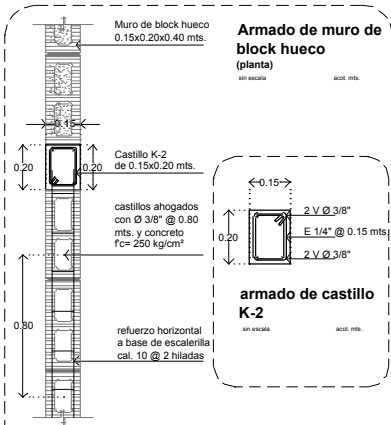 Muro de block hueco
0.15x0.20x0.40 mts.
Armado de muro de
block hueco
(planta)
sin escala
acot. mts.
0.15
0.20
0.20
Castillo K-2
de 0.15x0.20 mts.
castillos ahogados
con Ø 3/8" @ 0.80
mts. y concreto
f'c= 250 kg/cm²
0.80
refuerzo horizontal
a base de escalerilla
cal. 10 @ 2 hiladas
0.15
0.20
2 V Ø 3/8"
E 1/4" @ 0.15 mts.
2 V Ø 3/8"
armado de castillo
K-2
sin escala
acot. mts.